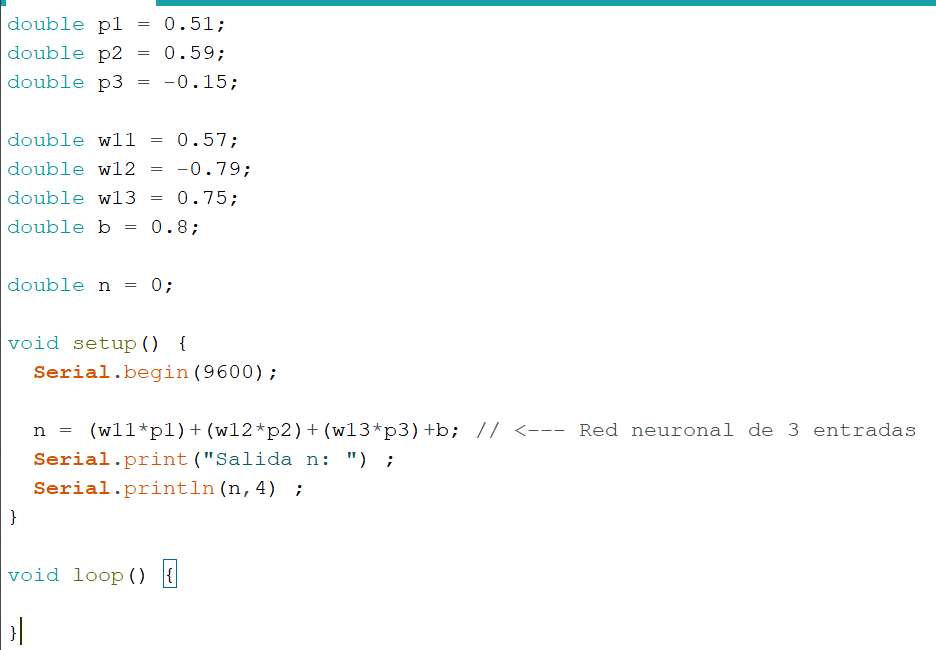 double p1 = 0.51;
double p2 = 0.59;
double p3 = -0.15;
double w11 = 0.57;
double w12 = -0.79;
double w13 = 0.75;
double b = 0.8;
double n = 0;
void setup() {
Serial.begin(9600);
n = (w11*p1)+(w12*p2)+(w13*p3)+b; // <--- Red neuronal de 3 entradas
Serial.print("Salida n: ") ;
Serial.println(n,4) ;
}
void loop() {
}